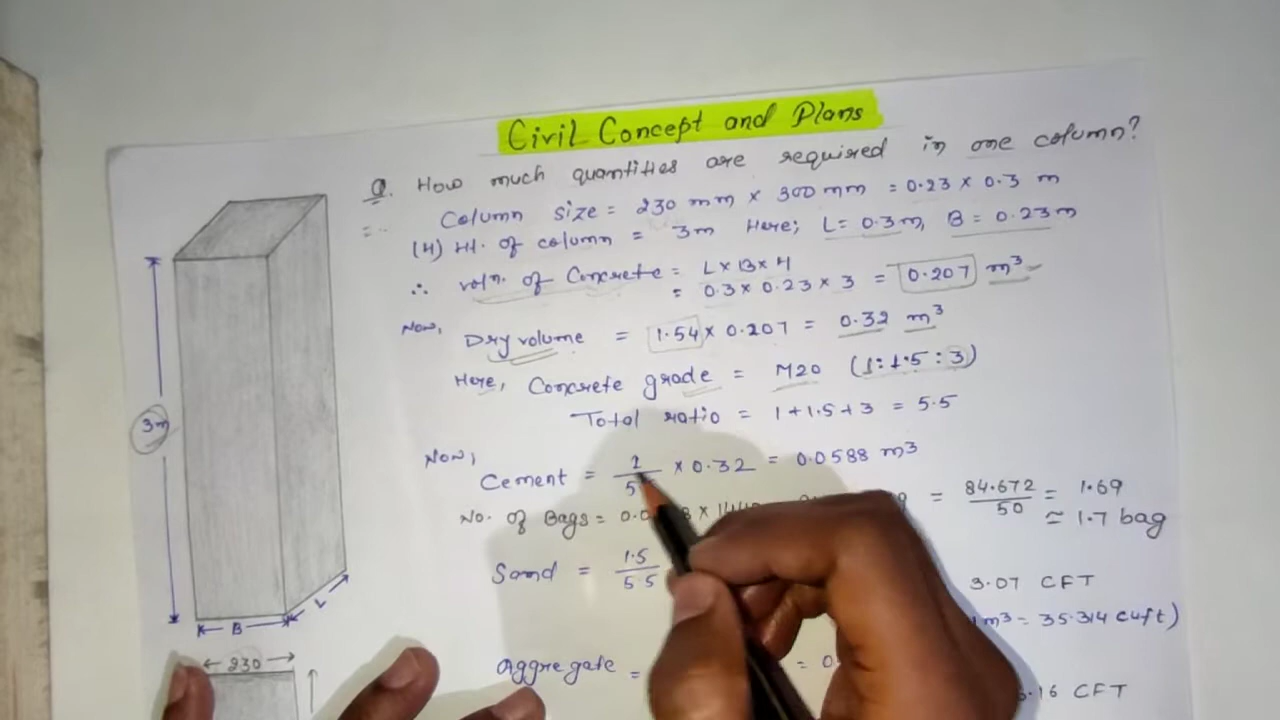 Civil Concept and Plans
Q. How much quantities are required in one column?
Column size = 230 mm × 300 mm = 0.23 × 0.3 m
(H) Ht. of column = 3m Here; L = 0.3m, B = 0.23m
∴ voln. of Concrete = L×B×H
= 0.3 × 0.23 × 3 = 0.207 m³
Now,
Dry volume = 1.54 × 0.207 = 0.32 m³
Here, Concrete grade = M20 (1:1.5:3)
Total ratio = 1+1.5+3 = 5.5
Now,
Cement = 1/5 × 0.32 = 0.0588 m³
No. of Bags = = 84.672/50 = 1.69
≈ 1.7 bag
Sand = 1.5/5.5 3.07 CFT
1m³ = 35.314 cuft)
Aggregate = = 0. 16 CFT
3m
B
L
230